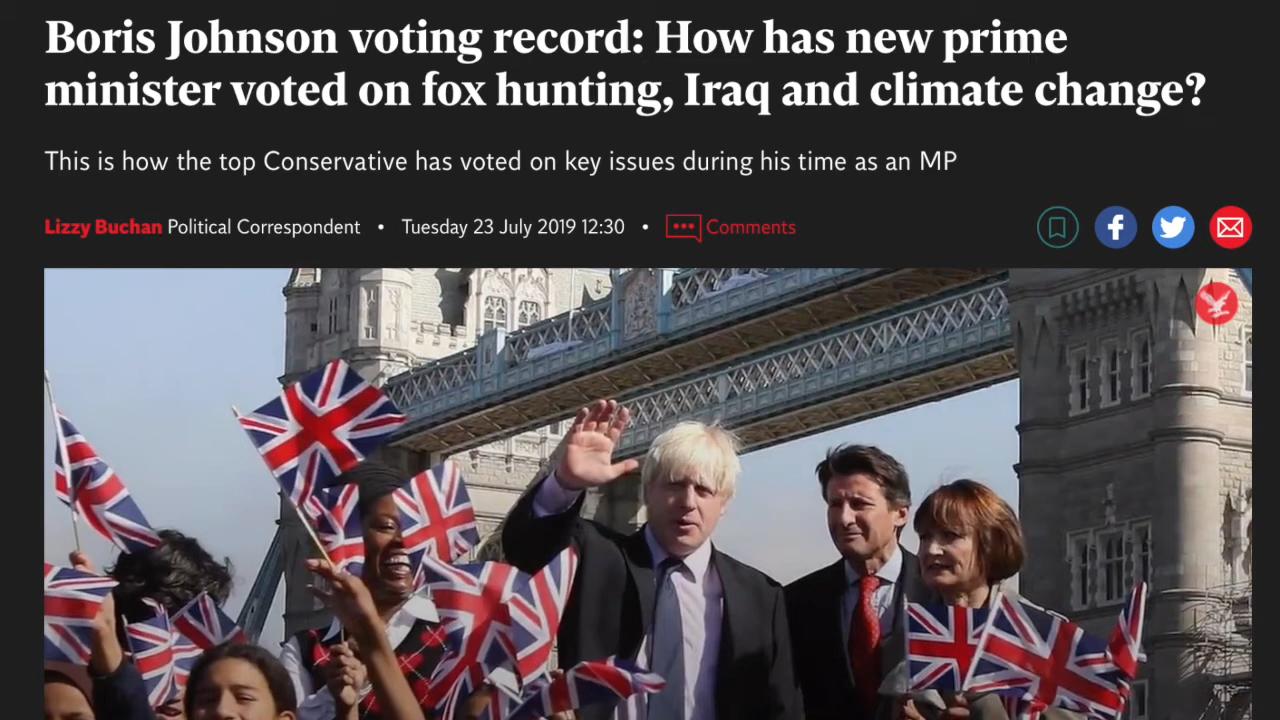 Boris Johnson voting record: How has new prime
minister voted on fox hunting, Iraq and climate change?
This is how the top Conservative has voted on key issues during his time as an MP
Lizzy Buchan Political Correspondent • Tuesday 23 July 2019 12:30 • Comments